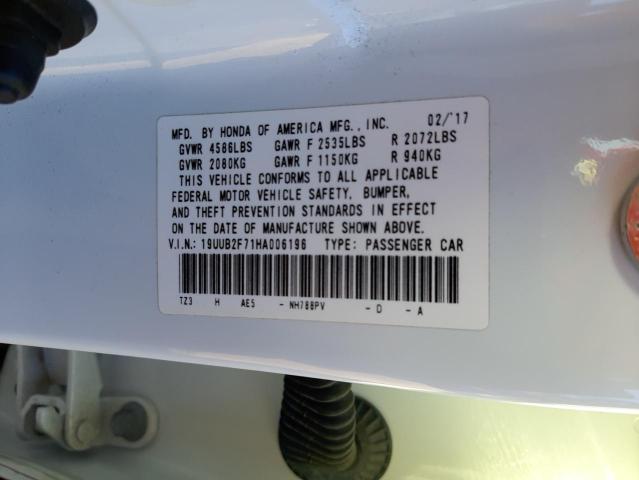 MFD. BY HONDA OF AMERICA MFG., INC. 02/'17
GVWR 4586LBS GAWR F 2535LBS R 2072LBS
GVWR 2080KG GAWR F 1150KG R 940KG
THIS VEHICLE CONFORMS TO ALL APPLICABLE
FEDERAL MOTOR VEHICLE SAFETY, BUMPER,
AND THEFT PREVENTION STANDARDS IN EFFECT
ON THE DATE OF MANUFACTURE SHOWN ABOVE.
V.I.N.: 19UUB2F71HA006196 TYPE: PASSENGER CAR
TZ3 H AE5 - NH788PV - D - A